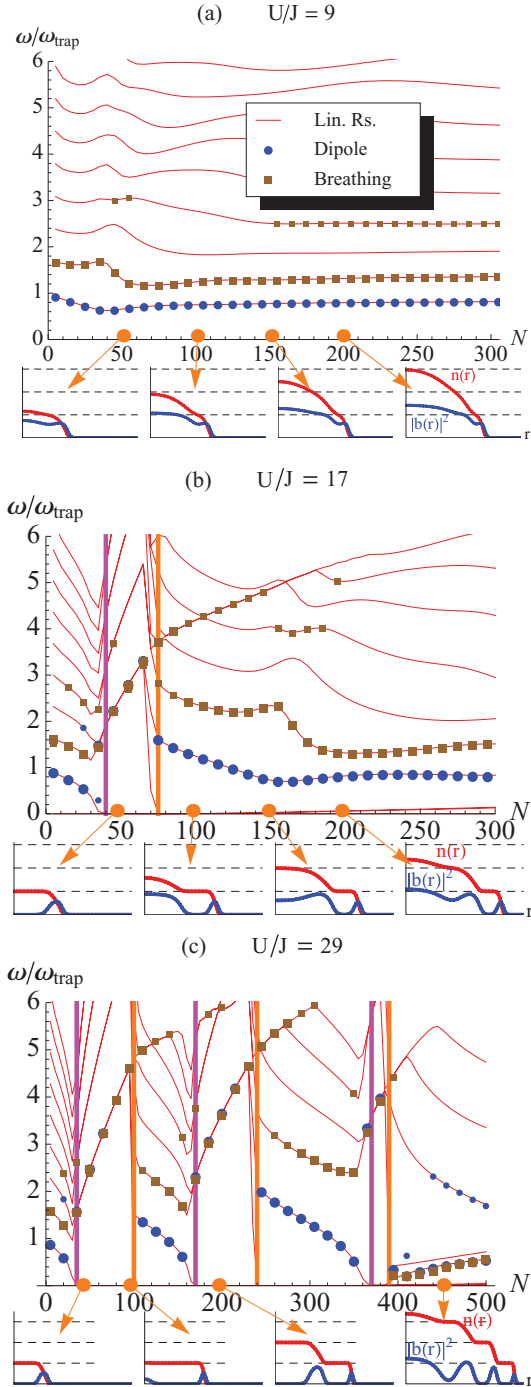 (a) U/J = 9
ω/ω_trap
6
5
4
3
2
1
0
Lin. Rs.
Dipole
Breathing
0 50 100 150 200 250 300 N
n(r)
|b(r)|²
r
(b) U/J = 17
ω/ω_trap
6
5
4
3
2
1
0
0 50 100 150 200 250 300 N
n(r)
|b(r)|²
r
(c) U/J = 29
ω/ω_trap
6
5
4
3
2
1
0 100 200 300 400 500 N
n(r)
|b(r)|²
r